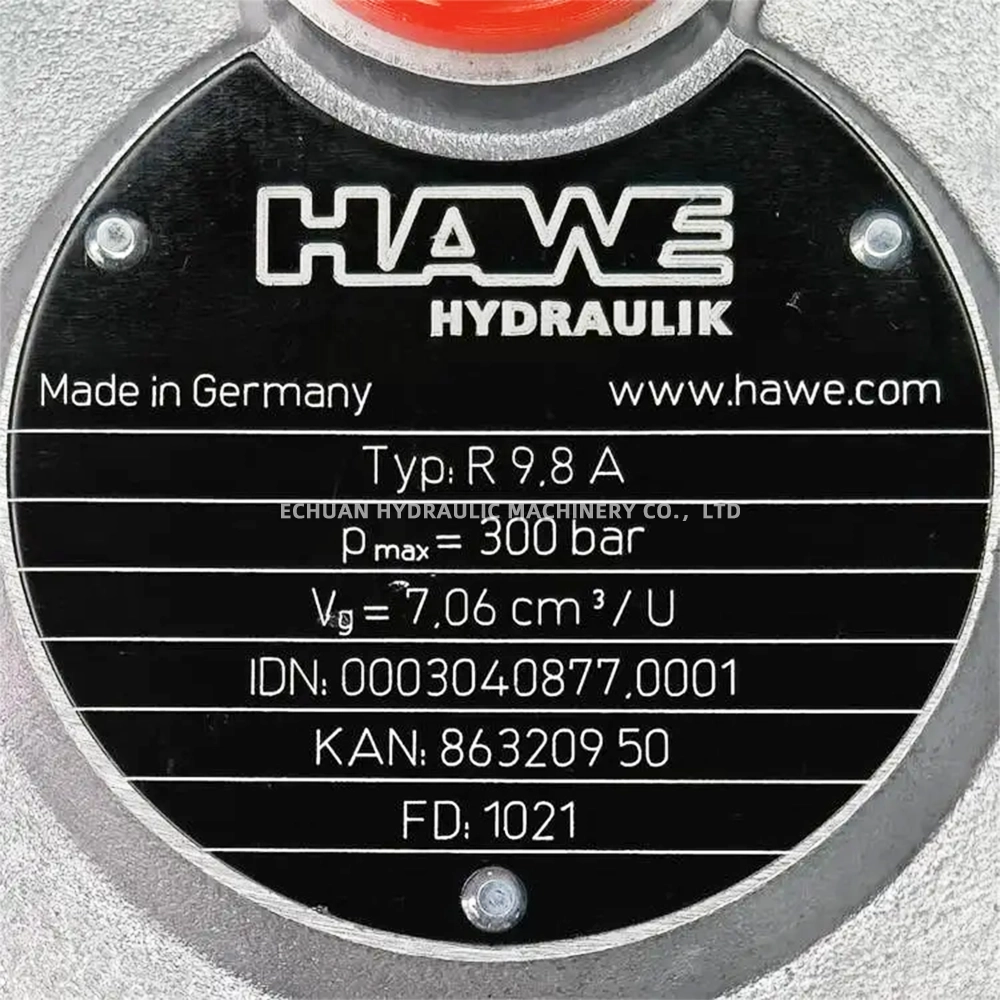 HAWE
HYDRAULIK
Made in Germany www.hawe.com
Typ: R 9,8 A
ECHUAN HYDRAULIC MACHINERY CO., LTD
p max = 300 bar
Vg = 7,06 cm³/U
IDN: 0003040877,0001
KAN: 863209 50
FD: 1021